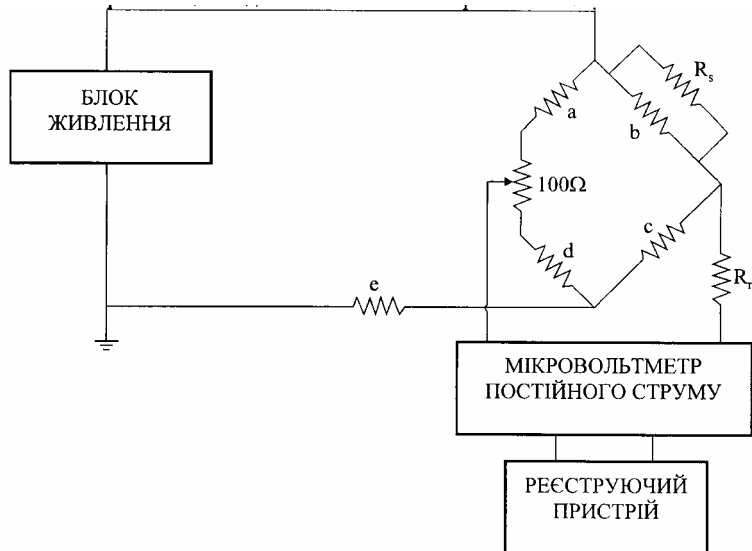 БЛОК
ЖИВЛЕННЯ
a
Rs
b
100Ω
c
d
e
Rr
МІКРОВОЛЬТМЕТР
ПОСТІЙНОГО СТРУМУ
РЕЄСТРУЮЧИЙ
ПРИСТРІЙ